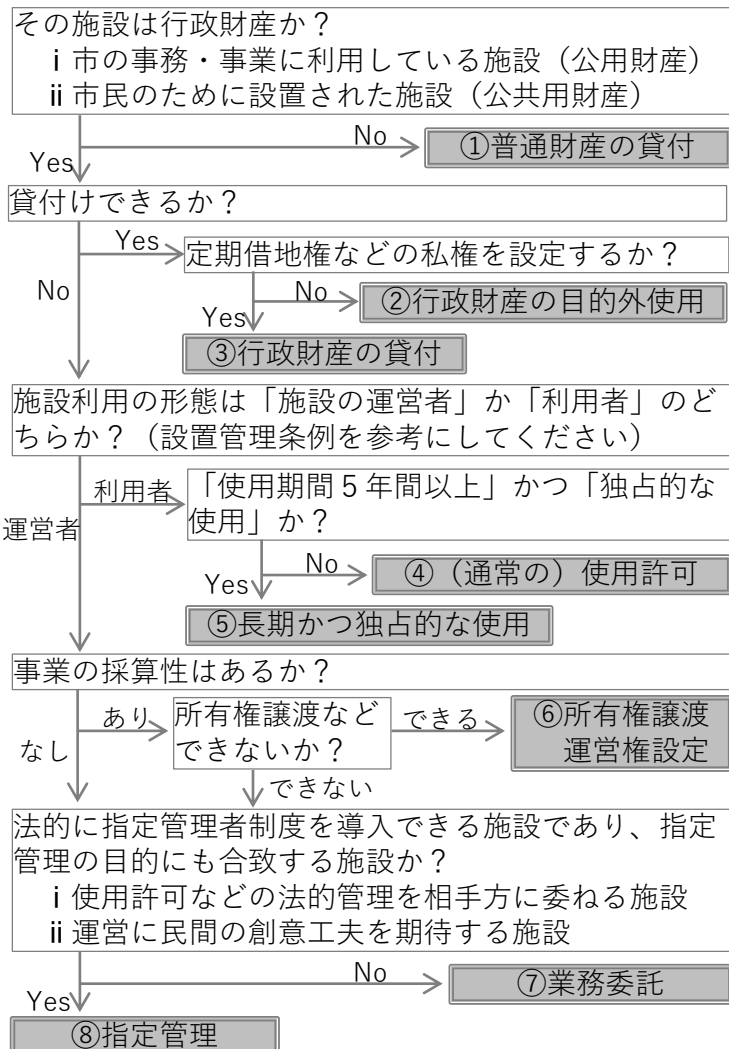 その施設は行政財産か？
ⅰ 市の事務・事業に利用している施設（公用財産）
ⅱ 市民のために設置された施設（公共用財産）
No
①普通財産の貸付
Yes
貸付けできるか？
Yes
定期借地権などの私権を設定するか？
No
No
②行政財産の目的外使用
Yes
③行政財産の貸付
施設利用の形態は「施設の運営者」か「利用者」のど
ちらか？（設置管理条例を参考にしてください）
利用者
「使用期間５年間以上」かつ「独占的な
使用」か？
運営者
No
④（通常の）使用許可
Yes
⑤長期かつ独占的な使用
事業の採算性はあるか？
あり
所有権譲渡など
できないか？
できる
⑥所有権譲渡
運営権設定
なし
できない
法的に指定管理者制度を導入できる施設であり、指定
管理の目的にも合致する施設か？
ⅰ 使用許可などの法的管理を相手方に委ねる施設
ⅱ 運営に民間の創意工夫を期待する施設
No
⑦業務委託
Yes
⑧指定管理